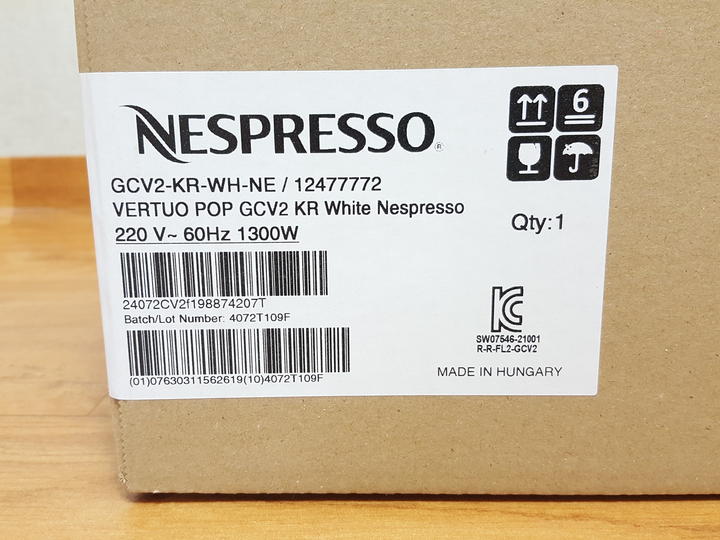 NESPRESSO®
GCV2-KR-WH-NE / 12477772
VERTUO POP GCV2 KR White Nespresso
220 V~ 60Hz 1300W
6
Qty:1
24072CV2f198874207T
Batch/Lot Number: 4072T109F
(01)07630311562619(10)4072T109F
SW07546-21001
R-R-FL2-GCV2
MADE IN HUNGARY